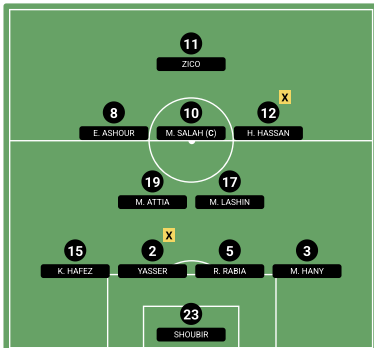 11
ZICO
X
8 10 12
E. ASHOUR M. SALAH (C) H. HASSAN
19 17
M. ATTIA M. LASHIN
X
15 2 5 3
K. HAFEZ YASSER R. RABIA M. HANY
23
SHOUBIR